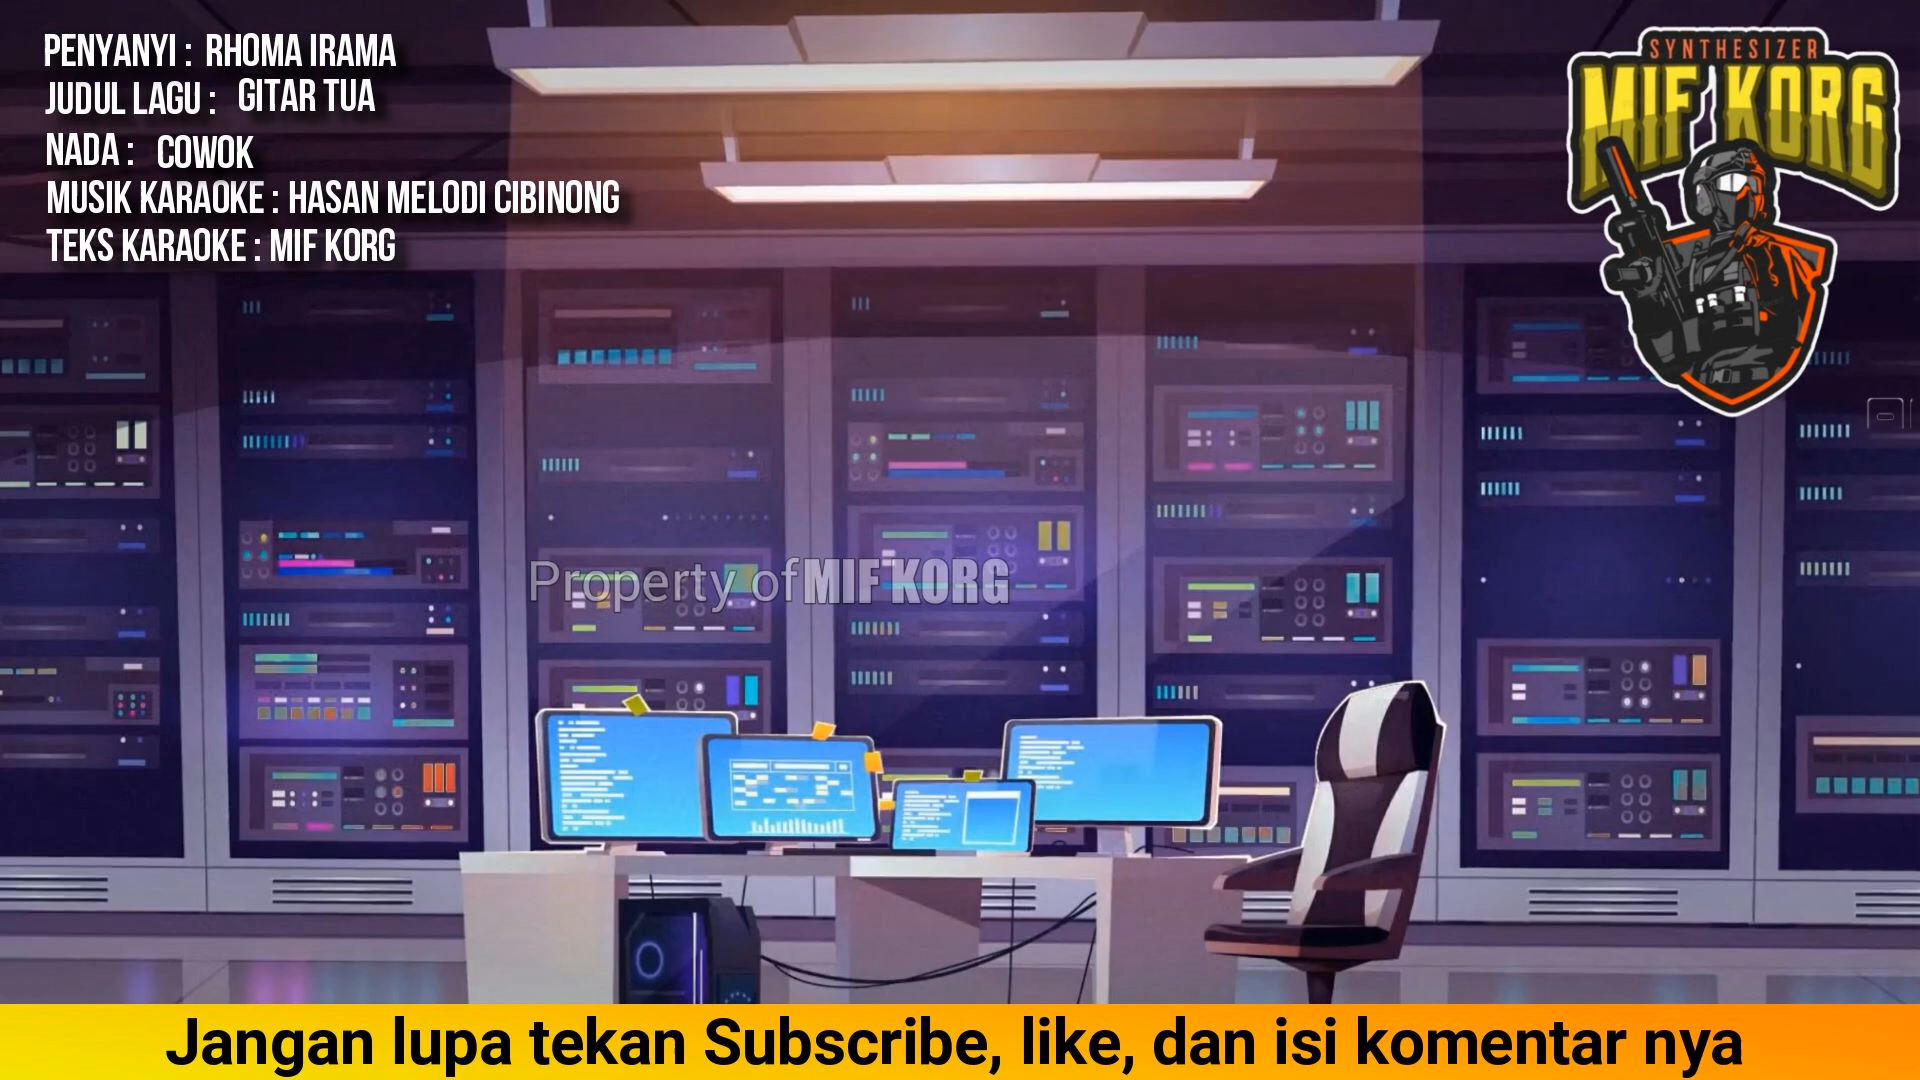 PENYANYI : RHOMA IRAMA
JUDUL LAGU : GITAR TUA
NADA : COWOK
MUSIK KARAOKE : HASAN MELODI CIBINONG
TEKS KARAOKE : MIF KORG
SYNTHESIZER
MIF KORG
Property of MIF KORG
Jangan lupa tekan Subscribe, like, dan isi komentar nya